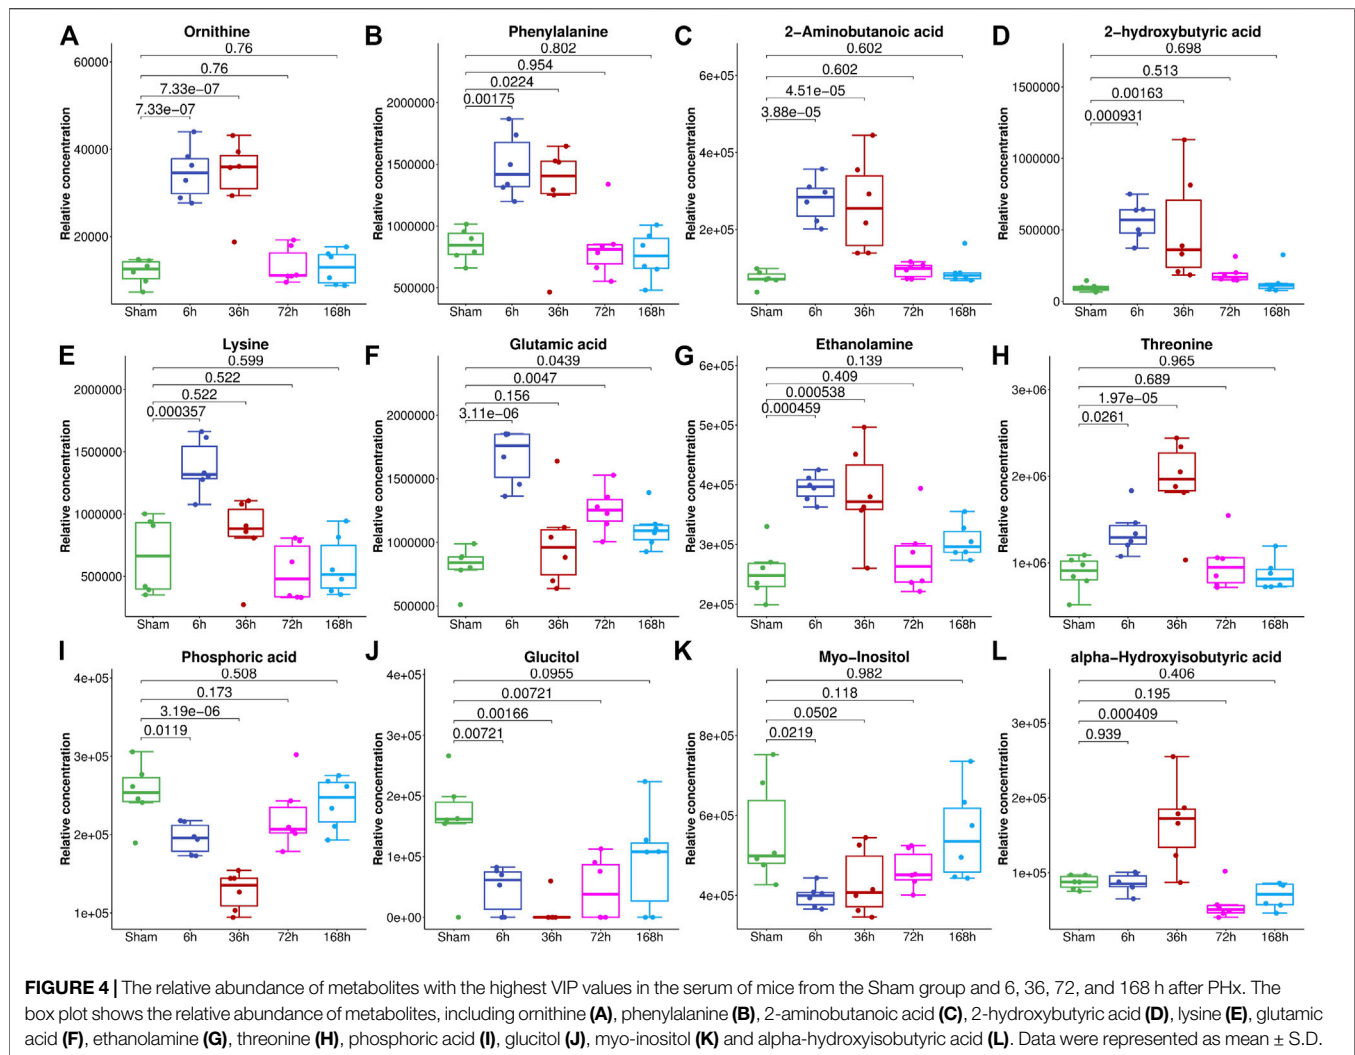 A
Ornithine
0.76
0.76
7.33e−07
7.33e−07
60000
40000
20000
Relative concentration
Sham 6h 36h 72h 168h
B
Phenylalanine
0.802
0.954
0.0224
0.00175
2000000
1500000
1000000
500000
Relative concentration
Sham 6h 36h 72h 168h
C
2−Aminobutanoic acid
0.602
0.602
4.51e−05
3.88e−05
6e+05
4e+05
2e+05
Relative concentration
Sham 6h 36h 72h 168h
D
2−hydroxybutyric acid
0.698
0.513
0.00163
0.000931
1500000
1000000
500000
0
Relative concentration
Sham 6h 36h 72h 168h
E
Lysine
0.599
0.522
0.522
0.000357
2000000
1500000
1000000
500000
Relative concentration
Sham 6h 36h 72h 168h
F
Glutamic acid
0.0439
0.0047
0.156
3.11e−06
2000000
1500000
1000000
500000
Relative concentration
Sham 6h 36h 72h 168h
G
Ethanolamine
0.139
0.409
0.000538
0.000459
6e+05
5e+05
4e+05
3e+05
2e+05
Relative concentration
Sham 6h 36h 72h 168h
H
Threonine
0.965
0.689
1.97e−05
0.0261
3e+06
2e+06
1e+06
Relative concentration
Sham 6h 36h 72h 168h
I
Phosphoric acid
0.508
0.173
3.19e−06
0.0119
4e+05
3e+05
2e+05
1e+05
Relative concentration
Sham 6h 36h 72h 168h
J
Glucitol
0.0955
0.00721
0.00166
0.00721
4e+05
3e+05
2e+05
1e+05
0e+00
Relative concentration
Sham 6h 36h 72h 168h
K
Myo−Inositol
0.982
0.118
0.0502
0.0219
8e+05
6e+05
4e+05
Relative concentration
Sham 6h 36h 72h 168h
L
alpha−Hydroxyisobutyric acid
0.406
0.195
0.000409
0.939
3e+05
2e+05
1e+05
Relative concentration
Sham 6h 36h 72h 168h
FIGURE 4 | The relative abundance of metabolites with the highest VIP values in the serum of mice from the Sham group and 6, 36, 72, and 168 h after PHx. The
box plot shows the relative abundance of metabolites, including ornithine (A), phenylalanine (B), 2-aminobutanoic acid (C), 2-hydroxybutyric acid (D), lysine (E), glutamic
acid (F), ethanolamine (G), threonine (H), phosphoric acid (I), glucitol (J), myo-inositol (K) and alpha-hydroxyisobutyric acid (L). Data were represented as mean ± S.D.